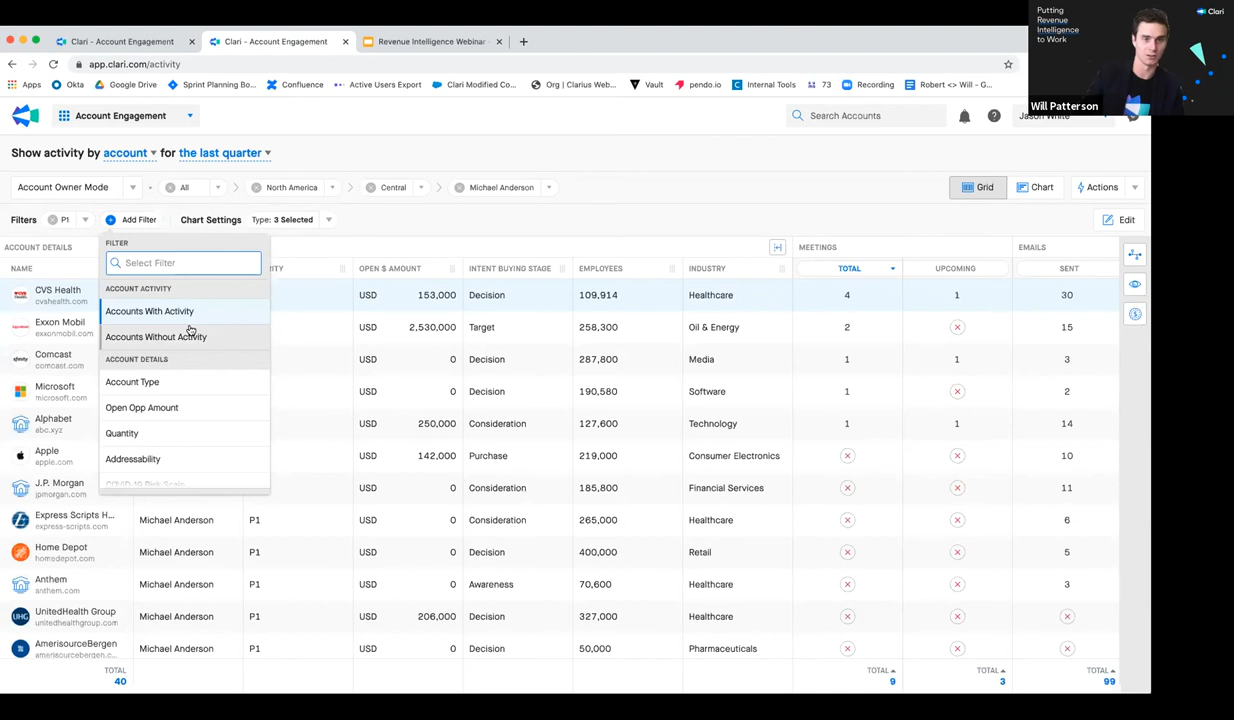 Putting
Revenue
Intelligence
to Work
Clari
Will Patterson
Clari - Account Engagement
Clari - Account Engagement
Revenue Intelligence Webinar -
app.clari.com/activity
Apps
Okta
Google Drive
Sprint Planning Bo...
Confluence
Active Users Export
Clari Modified Co...
Org | Clarius Web...
Vault
pendo.io
Internal Tools
73
Recording
Robert <> Will - G...
Account Engagement
Search Accounts
Jason White
Show activity by account for the last quarter
Account Owner Mode
All
North America
Central
Michael Anderson
Grid
Chart
Actions
Filters
P1
Add Filter
Chart Settings
Type: 3 Selected
Edit
ACCOUNT DETAILS
MEETINGS
EMAILS
NAME
OPEN $ AMOUNT
INTENT BUYING STAGE
EMPLOYEES
INDUSTRY
TOTAL
UPCOMING
SENT
FILTER
Select Filter
ACCOUNT ACTIVITY
Accounts With Activity
Accounts Without Activity
ACCOUNT DETAILS
Account Type
Open Opp Amount
Quantity
Addressability
COVID-19 Risk Scale
CVS Health
cvshealth.com
USD 153,000 Decision 109,914 Healthcare 4 1 30
Exxon Mobil
exxonmobil.com
USD 2,530,000 Target 258,300 Oil & Energy 2 15
Comcast
comcast.com
USD 0 Decision 287,800 Media 1 1 3
Microsoft
microsoft.com
USD 0 Decision 190,580 Software 1 2
Alphabet
abc.xyz
USD 250,000 Consideration 127,600 Technology 1 1 14
Apple
apple.com
USD 142,000 Purchase 219,000 Consumer Electronics 10
J.P. Morgan
jpmorgan.com
USD 0 Consideration 185,800 Financial Services 11
Express Scripts H...
express-scripts.com
Michael Anderson P1 USD 0 Consideration 265,000 Healthcare 6
Home Depot
homedepot.com
Michael Anderson P1 USD 0 Decision 400,000 Retail 5
Anthem
anthem.com
Michael Anderson P1 USD 0 Awareness 70,600 Healthcare 3
UnitedHealth Group
unitedhealthgroup.com
Michael Anderson P1 USD 206,000 Decision 327,000 Healthcare
AmerisourceBergen
amerisourcebergen.c...
Michael Anderson P1 USD 0 Decision 50,000 Pharmaceuticals
TOTAL
40
TOTAL
9
TOTAL
3
TOTAL
99